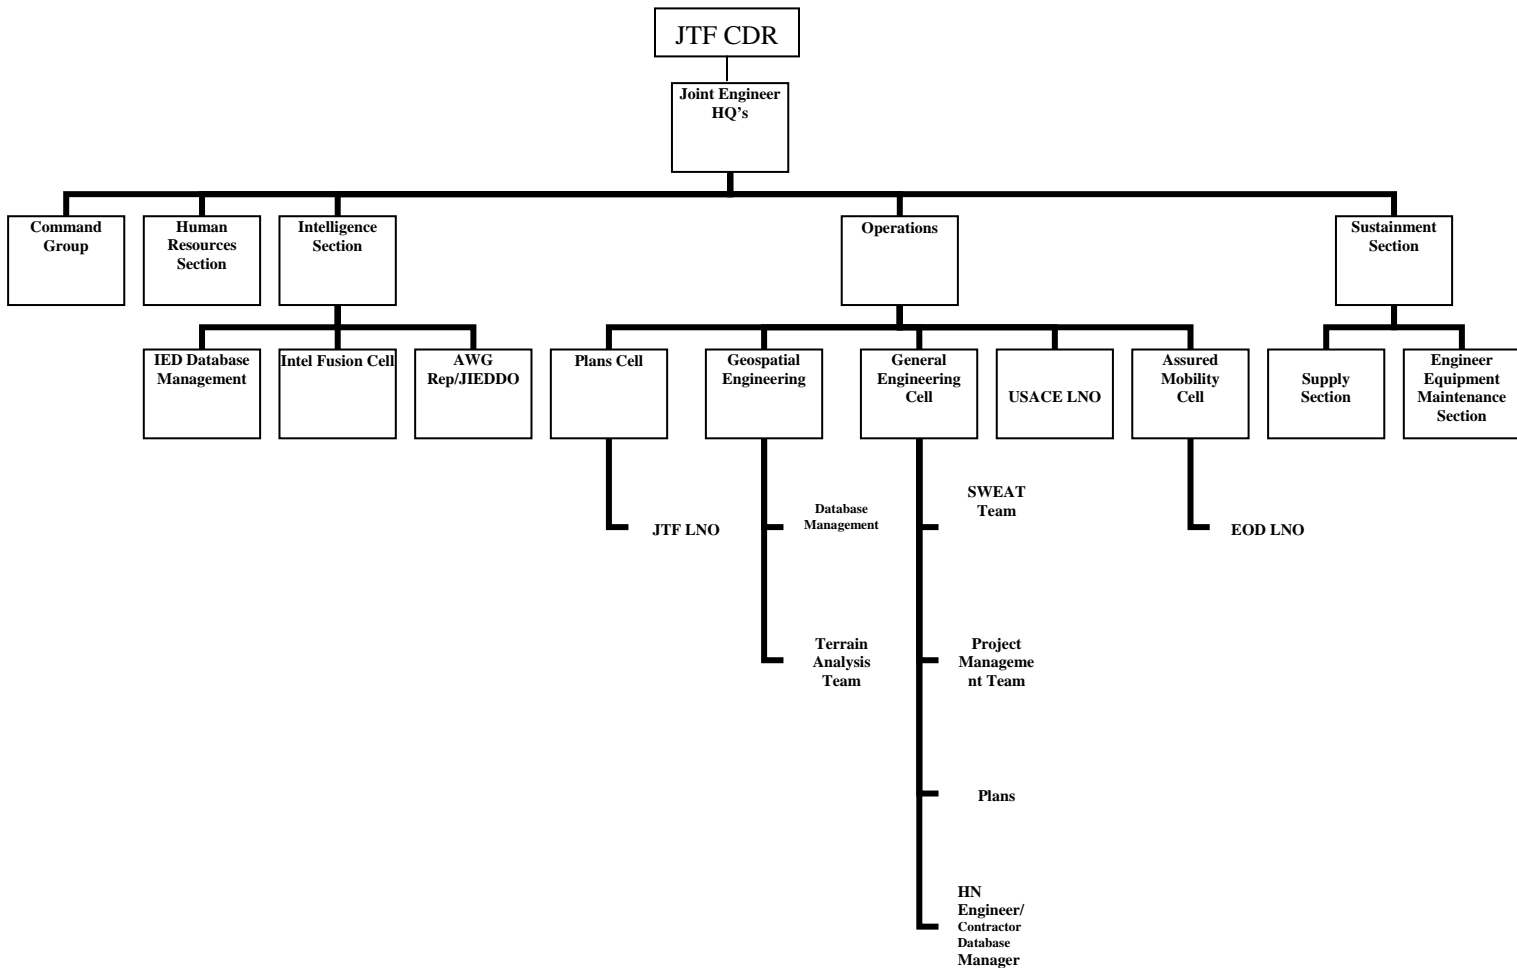 JTF CDR
Joint Engineer
HQ's
Command
Group
Human
Resources
Section
Intelligence
Section
Operations
Sustainment
Section
IED Database
Management
Intel Fusion Cell
AWG
Rep/JIEDDO
Plans Cell
Geospatial
Engineering
General
Engineering
Cell
USACE LNO
Assured
Mobility
Cell
Supply
Section
Engineer
Equipment
Maintenance
Section
JTF LNO
Database
Management
SWEAT
Team
EOD LNO
Terrain
Analysis
Team
Project
Manageme
nt Team
Plans
HN
Engineer/
Contractor
Database
Manager